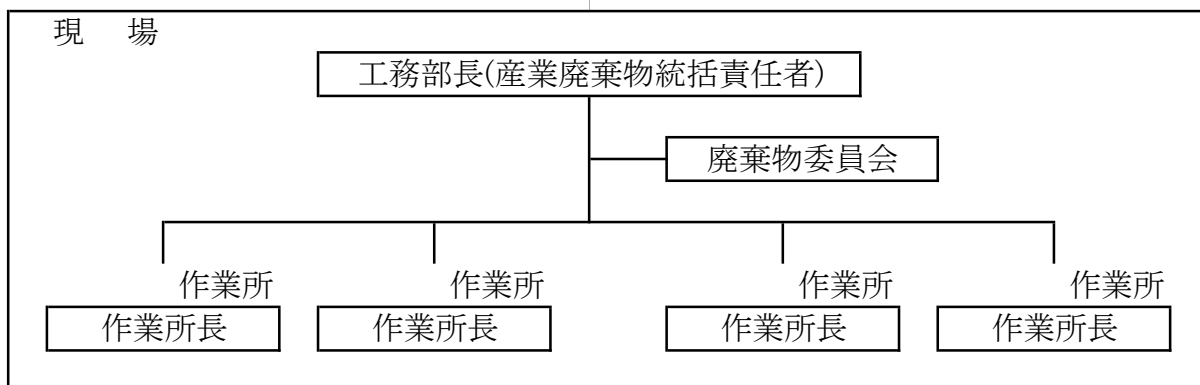 現　場
工務部長(産業廃棄物統括責任者)
廃棄物委員会
作業所 作業所 作業所 作業所
作業所長 作業所長 作業所長 作業所長